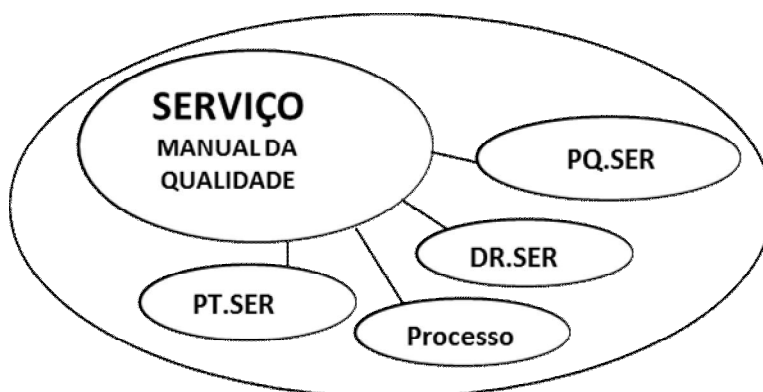 SERVIÇO
MANUAL DA
QUALIDADE
PQ.SER
DR.SER
PT.SER
Processo